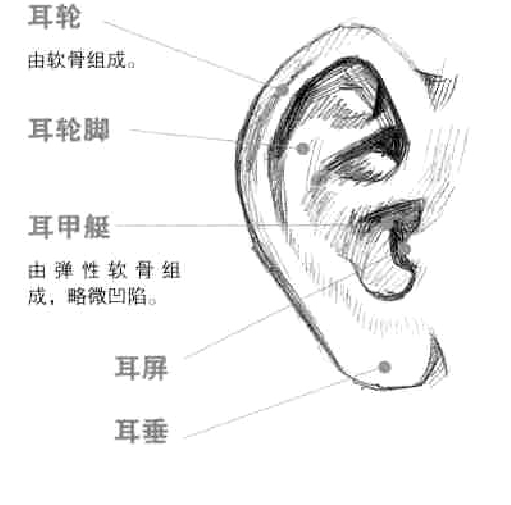 耳轮
由软骨组成。
耳轮脚
耳甲艇
由弹性软骨组
成，略微凹陷。
耳屏
耳垂